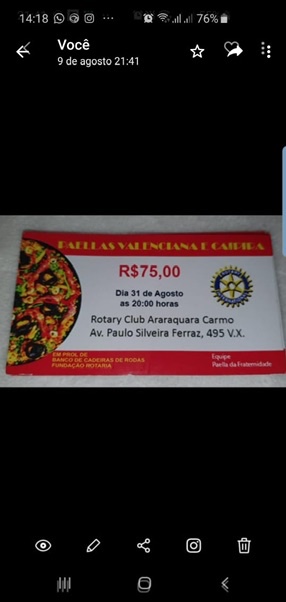 14:18
76%
Você
9 de agosto 21:41
PAELLAS VALENCIANA E CAIPIRA
R$75,00
Dia 31 de Agosto
as 20:00 horas
Rotary Club Araraquara Carmo
Av. Paulo Silveira Ferraz, 495 V.X.
EM PROL DE
BANCO DE CADEIRAS DE RODAS
FUNDAÇÃO ROTARIA
Equipe
Paella da Fraternidade